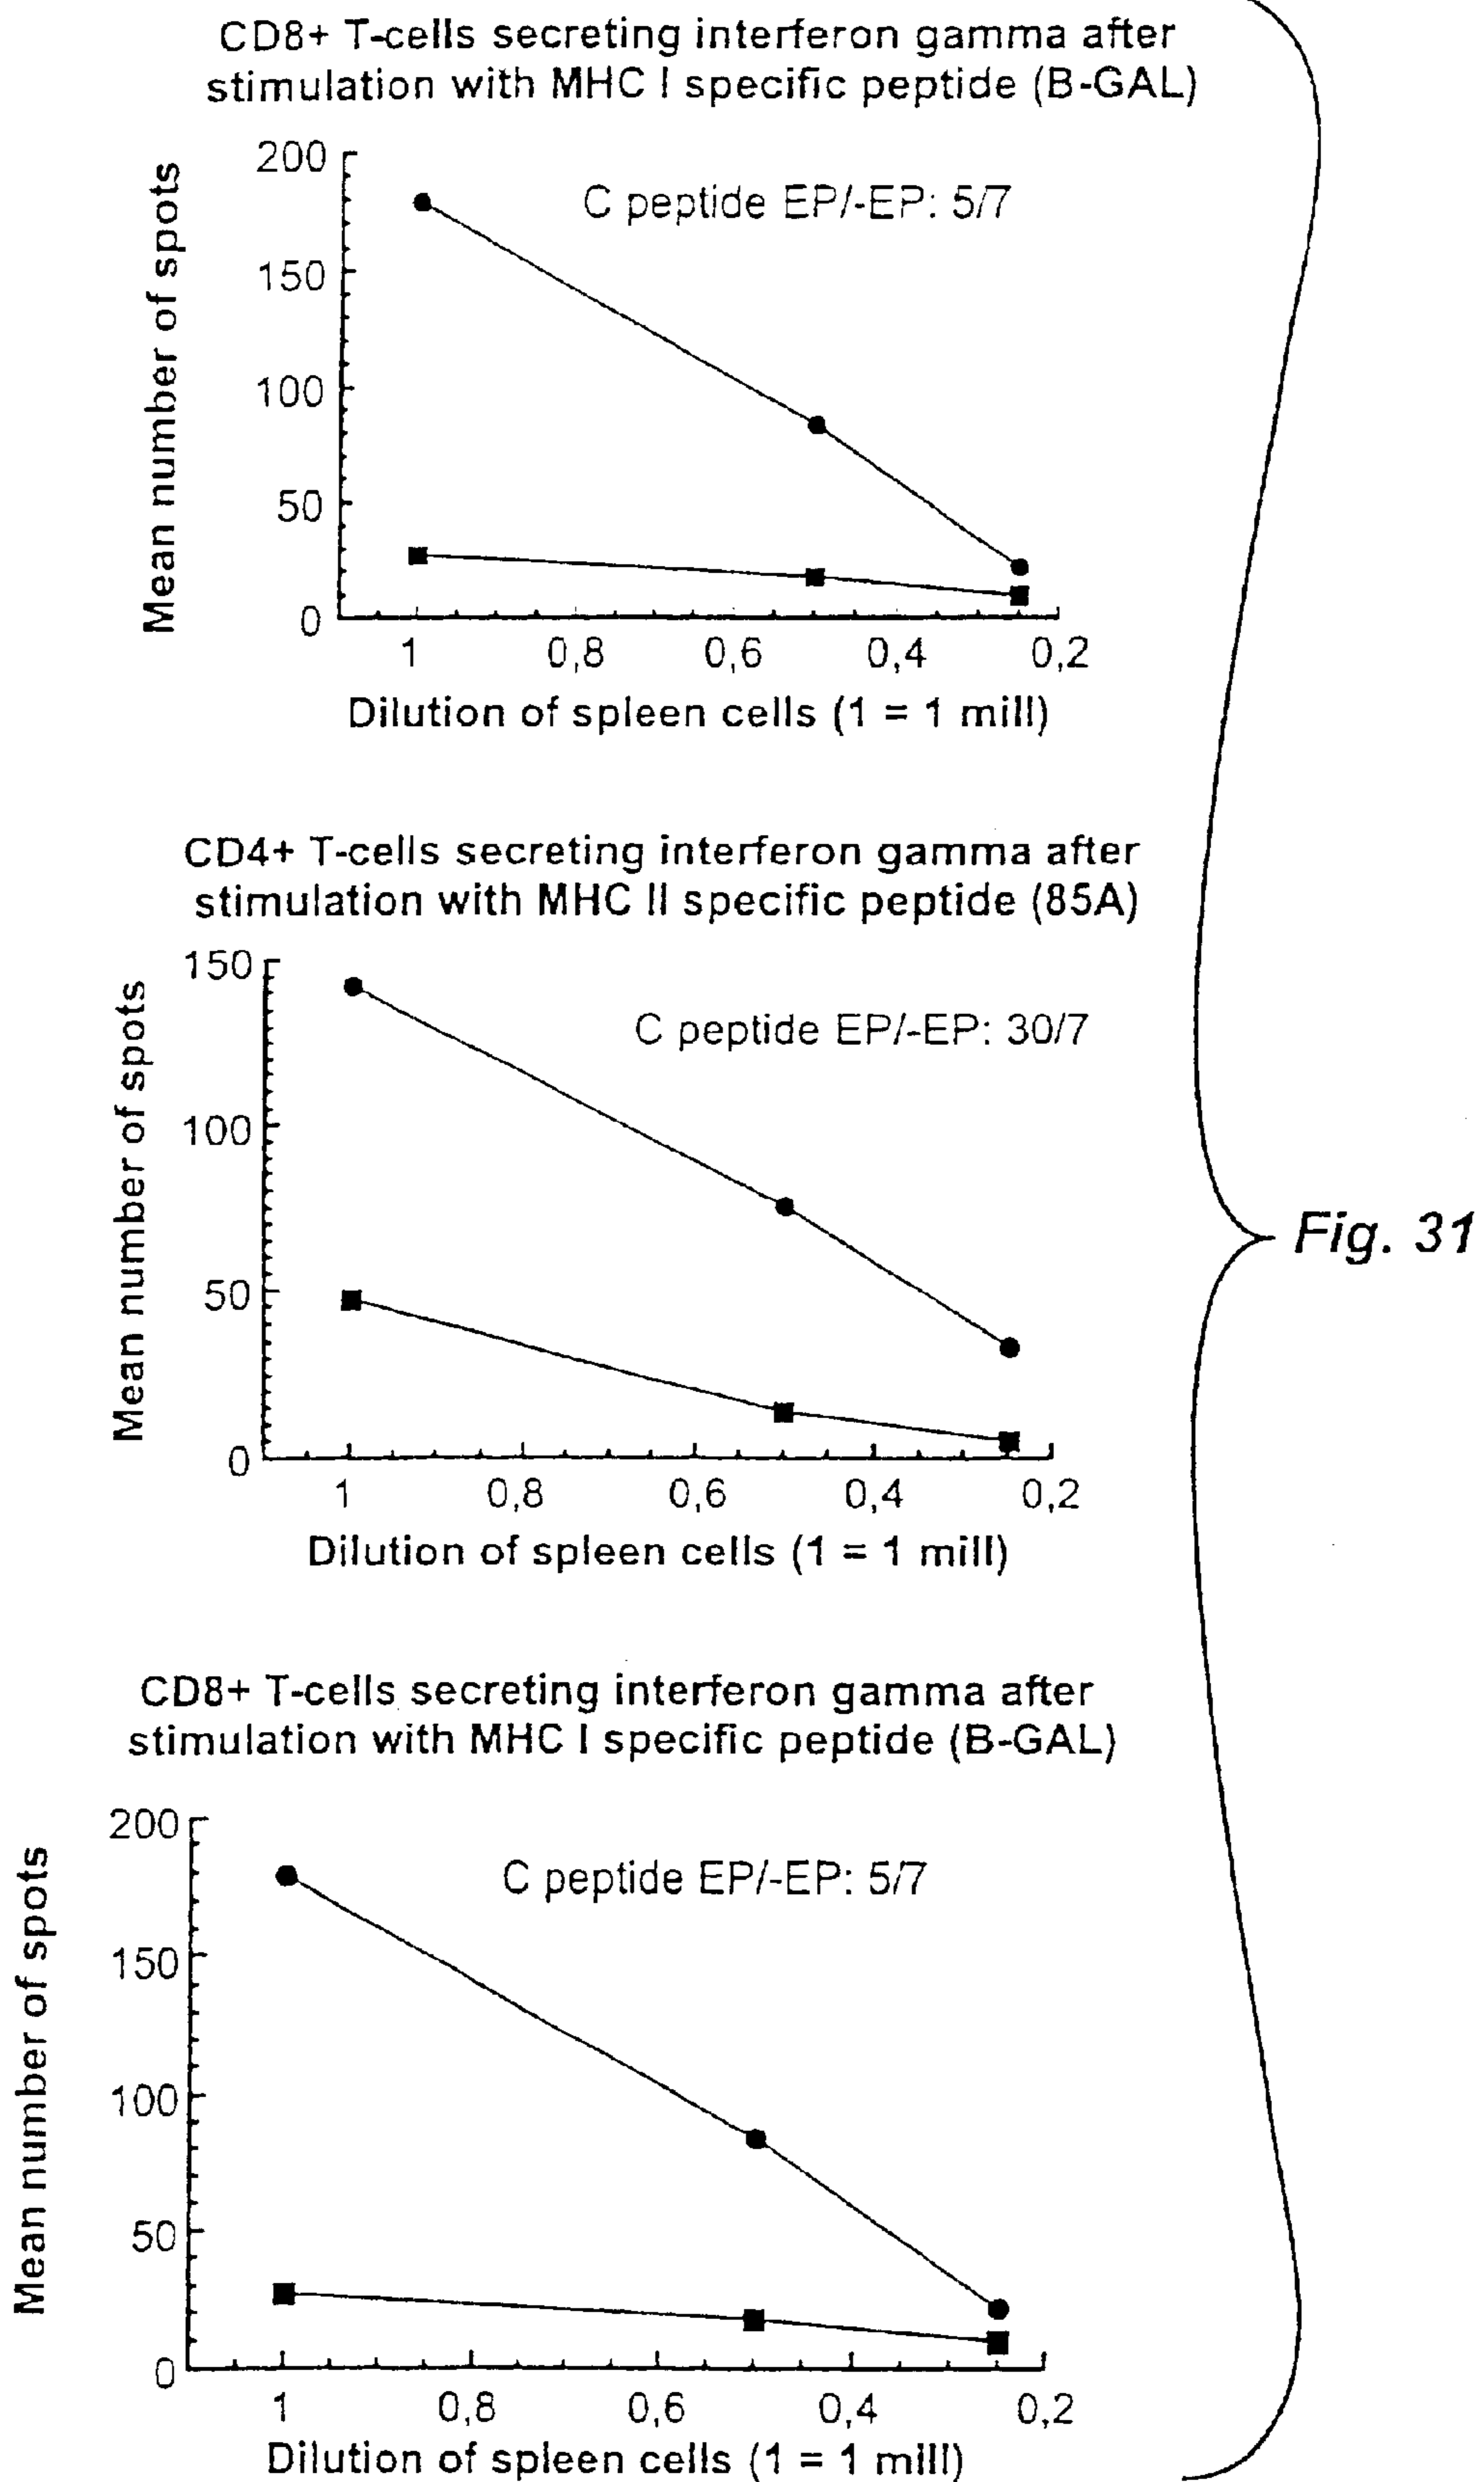 CD8+ T-cells secreting interferon gamma after
stimulation with MHC I specific peptide (B-GAL)
Mean number of spots
200
150
100
50
0
C peptide EP/-EP: 5/7
1 0,8 0,6 0,4 0,2
Dilution of spleen cells (1 = 1 mill)
CD4+ T-cells secreting interferon gamma after
stimulation with MHC II specific peptide (85A)
Mean number of spots
150
100
50
0
C peptide EP/-EP: 30/7
1 0,8 0,6 0,4 0,2
Dilution of spleen cells (1 = 1 mill)
Fig. 31
CD8+ T-cells secreting interferon gamma after
stimulation with MHC I specific peptide (B-GAL)
Mean number of spots
200
150
100
50
0
C peptide EP/-EP: 5/7
1 0,8 0,6 0,4 0,2
Dilution of spleen cells (1 = 1 mill)